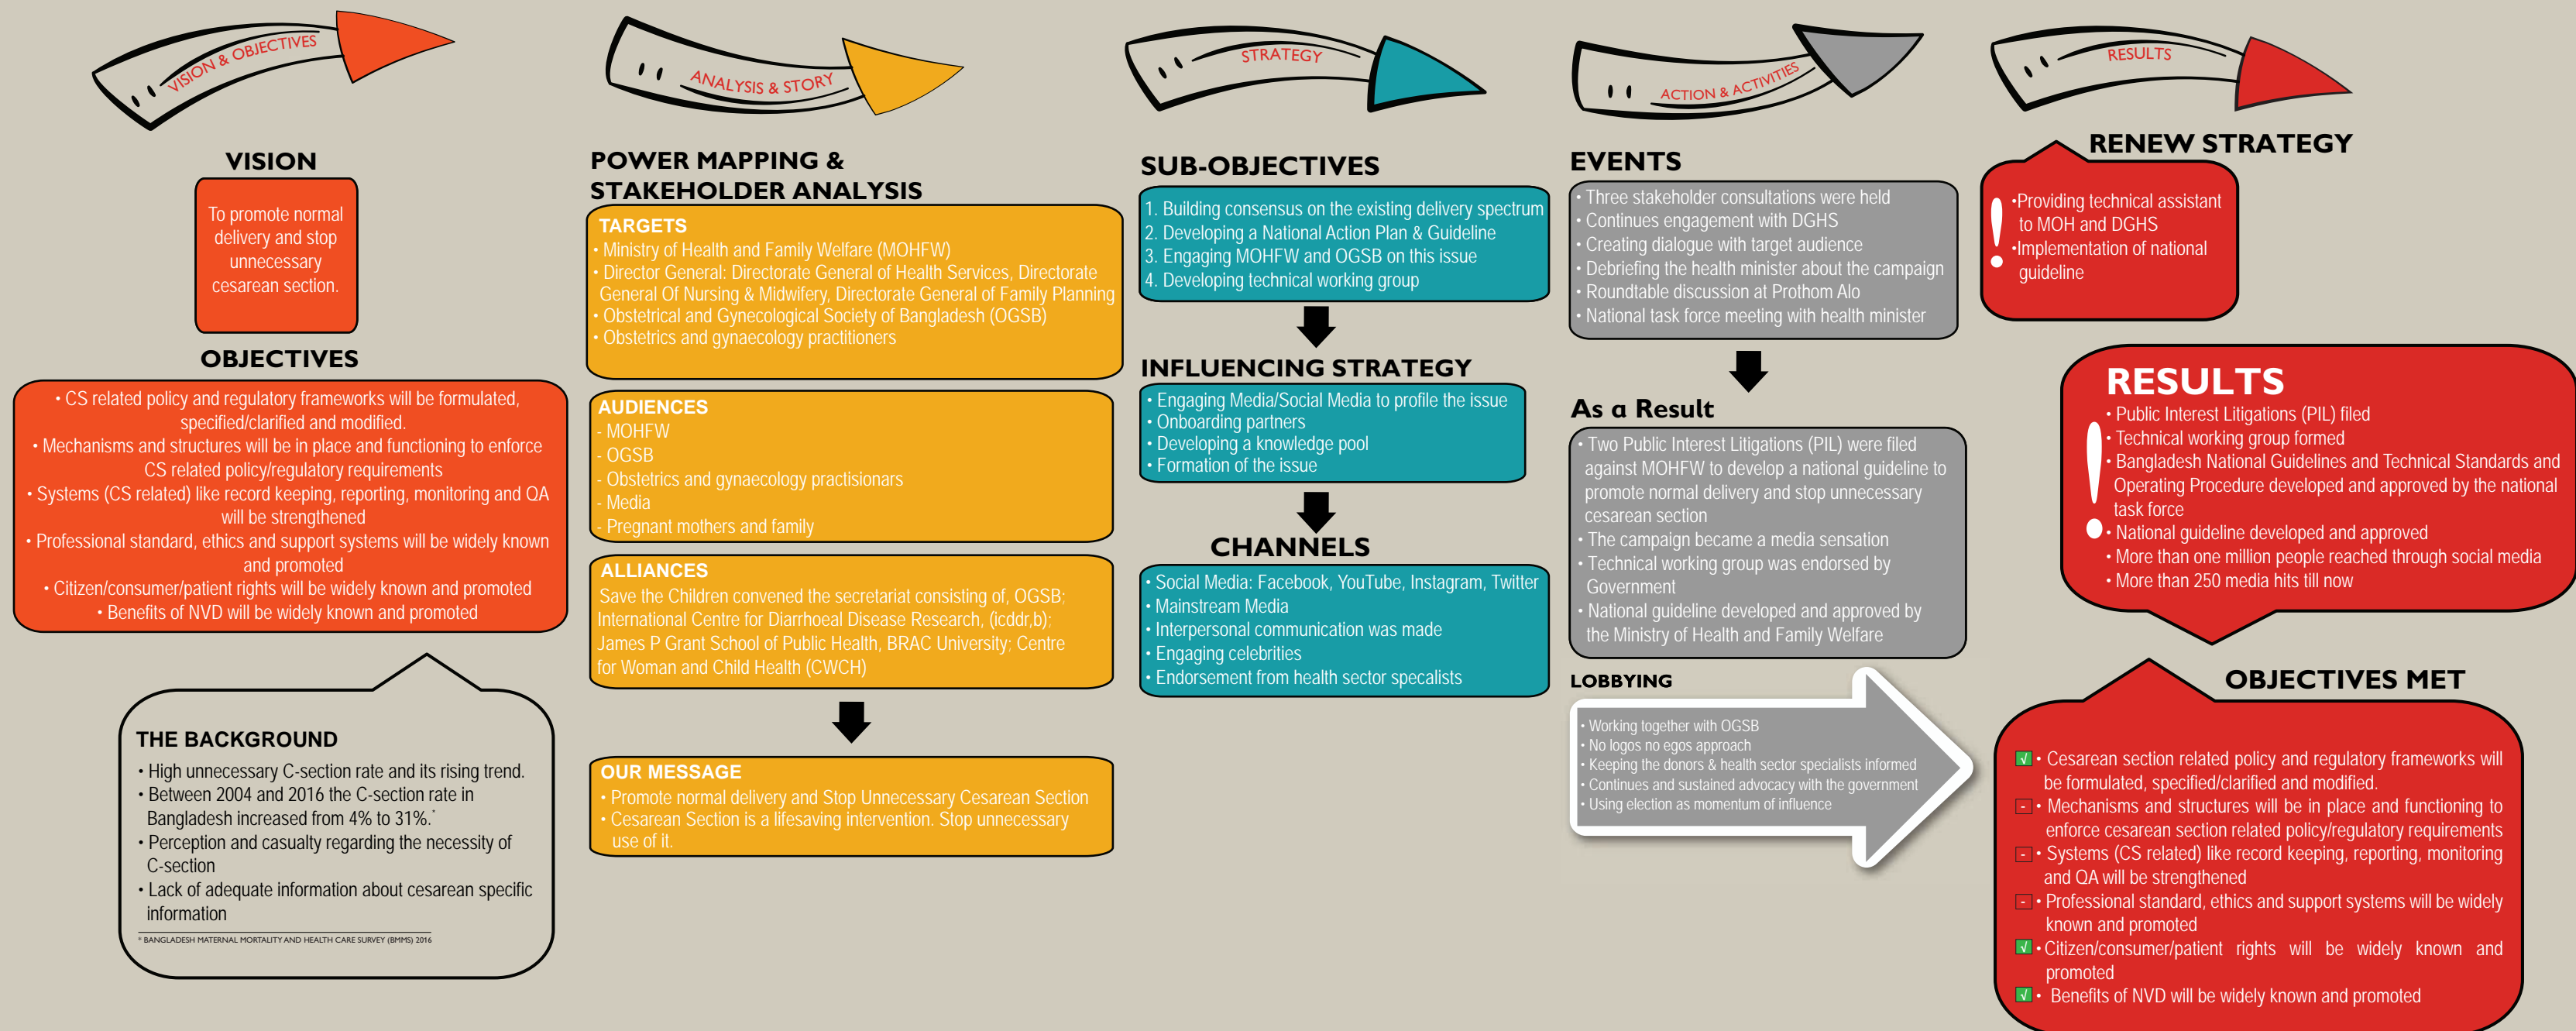 VISION & OBJECTIVES
VISION
To promote normal
delivery and stop
unnecessary
cesarean section.
OBJECTIVES
• CS related policy and regulatory frameworks will be formulated,
specified/clarified and modified.
• Mechanisms and structures will be in place and functioning to enforce
CS related policy/regulatory requirements
• Systems (CS related) like record keeping, reporting, monitoring and QA
will be strengthened
• Professional standard, ethics and support systems will be widely known
and promoted
• Citizen/consumer/patient rights will be widely known and promoted
• Benefits of NVD will be widely known and promoted
THE BACKGROUND
• High unnecessary C-section rate and its rising trend.
• Between 2004 and 2016 the C-section rate in
Bangladesh increased from 4% to 31%.*
• Perception and casualty regarding the necessity of
C-section
• Lack of adequate information about cesarean specific
information
* BANGLADESH MATERNAL MORTALITY AND HEALTH CARE SURVEY (BMMS) 2016
ANALYSIS & STORY
POWER MAPPING &
STAKEHOLDER ANALYSIS
TARGETS
• Ministry of Health and Family Welfare (MOHFW)
• Director General: Directorate General of Health Services, Directorate
General Of Nursing & Midwifery, Directorate General of Family Planning
• Obstetrical and Gynecological Society of Bangladesh (OGSB)
• Obstetrics and gynaecology practitioners
AUDIENCES
- MOHFW
- OGSB
- Obstetrics and gynaecology practisionars
- Media
- Pregnant mothers and family
ALLIANCES
Save the Children convened the secretariat consisting of, OGSB;
International Centre for Diarrhoeal Disease Research, (icddr,b);
James P Grant School of Public Health, BRAC University; Centre
for Woman and Child Health (CWCH)
OUR MESSAGE
• Promote normal delivery and Stop Unnecessary Cesarean Section
• Cesarean Section is a lifesaving intervention. Stop unnecessary
use of it.
STRATEGY
SUB-OBJECTIVES
1. Building consensus on the existing delivery spectrum
2. Developing a National Action Plan & Guideline
3. Engaging MOHFW and OGSB on this issue
4. Developing technical working group
INFLUENCING STRATEGY
• Engaging Media/Social Media to profile the issue
• Onboarding partners
• Developing a knowledge pool
• Formation of the issue
CHANNELS
• Social Media: Facebook, YouTube, Instagram, Twitter
• Mainstream Media
• Interpersonal communication was made
• Engaging celebrities
• Endorsement from health sector specalists
ACTION & ACTIVITIES
EVENTS
• Three stakeholder consultations were held
• Continues engagement with DGHS
• Creating dialogue with target audience
• Debriefing the health minister about the campaign
• Roundtable discussion at Prothom Alo
• National task force meeting with health minister
As a Result
• Two Public Interest Litigations (PIL) were filed
against MOHFW to develop a national guideline to
promote normal delivery and stop unnecessary
cesarean section
• The campaign became a media sensation
• Technical working group was endorsed by
Government
• National guideline developed and approved by
the Ministry of Health and Family Welfare
LOBBYING
• Working together with OGSB
• No logos no egos approach
• Keeping the donors & health sector specialists informed
• Continues and sustained advocacy with the government
• Using election as momentum of influence
RESULTS
RENEW STRATEGY
!
•Providing technical assistant
to MOH and DGHS
•Implementation of national
guideline
RESULTS
!
• Public Interest Litigations (PIL) filed
• Technical working group formed
• Bangladesh National Guidelines and Technical Standards and
Operating Procedure developed and approved by the national
task force
• National guideline developed and approved
• More than one million people reached through social media
• More than 250 media hits till now
OBJECTIVES MET
√ • Cesarean section related policy and regulatory frameworks will
be formulated, specified/clarified and modified.
- • Mechanisms and structures will be in place and functioning to
enforce cesarean section related policy/regulatory requirements
- • Systems (CS related) like record keeping, reporting, monitoring
and QA will be strengthened
- • Professional standard, ethics and support systems will be widely
known and promoted
√ • Citizen/consumer/patient rights will be widely known and
promoted
√ • Benefits of NVD will be widely known and promoted